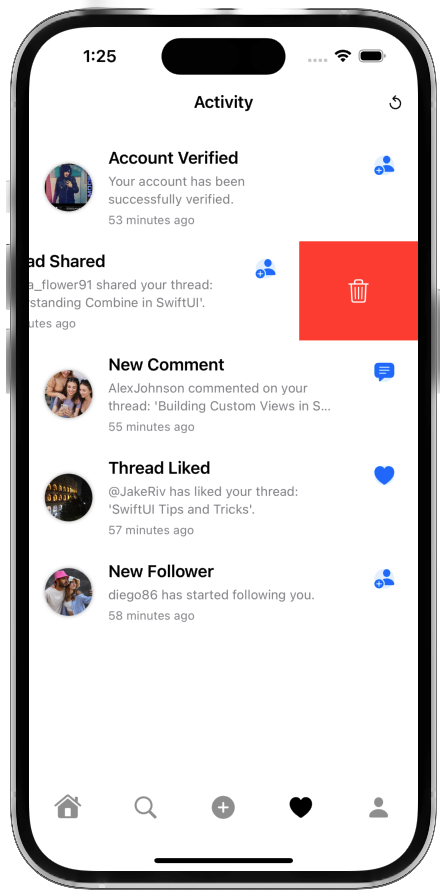 1:25
Activity
Account Verified
Your account has been
successfully verified.
53 minutes ago
ad Shared
a_flower91 shared your thread:
rstanding Combine in SwiftUI'.
utes ago
New Comment
AlexJohnson commented on your
thread: 'Building Custom Views in S...
55 minutes ago
Thread Liked
@JakeRiv has liked your thread:
'SwiftUI Tips and Tricks'.
57 minutes ago
New Follower
diego86 has started following you.
58 minutes ago